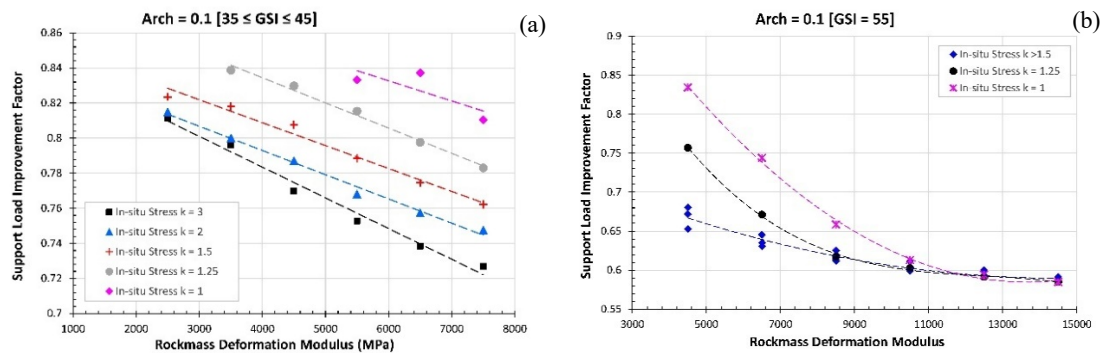 Arch = 0.1 [35 ≤ GSI ≤ 45]
(a)
Support Load Improvement Factor
0.86
0.84
0.82
0.8
0.78
0.76
0.74
0.72
0.7
In-situ Stress k = 3
In-situ Stress k = 2
In-situ Stress k = 1.5
In-situ Stress k = 1.25
In-situ Stress k = 1
1000 2000 3000 4000 5000 6000 7000 8000
Rockmass Deformation Modulus (MPa)
Arch = 0.1 [GSI = 55]
(b)
Support Load Improvement Factor
0.9
0.85
0.8
0.75
0.7
0.65
0.6
0.55
In-situ Stress k >1.5
In-situ Stress k = 1.25
In-situ Stress k = 1
3000 5000 7000 9000 11000 13000 15000
Rockmass Deformation Modulus